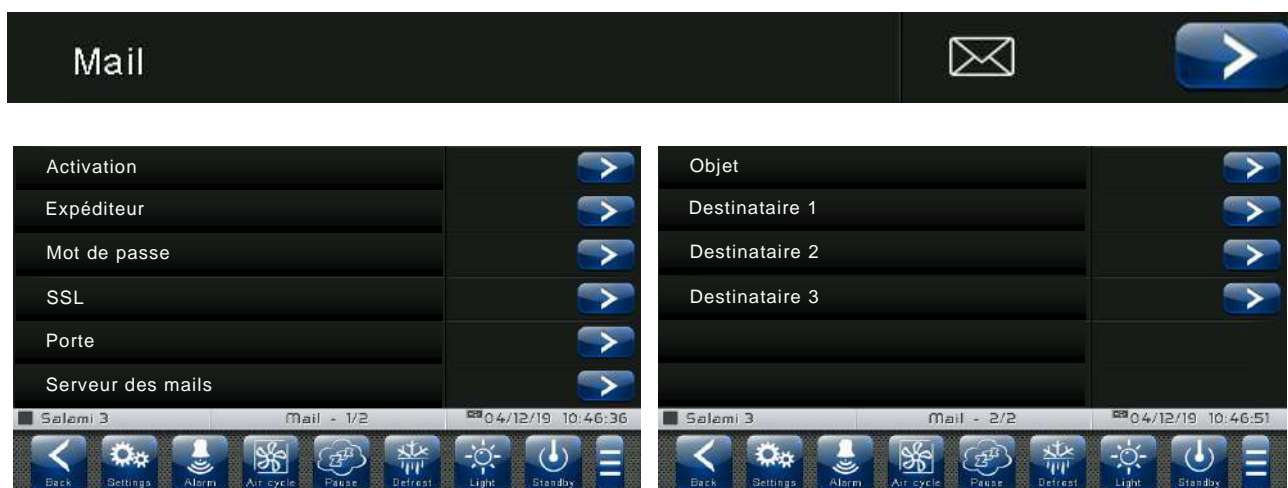 Mail
Activation
Expéditeur
Mot de passe
SSL
Porte
Serveur des mails
Salami 3 Mail - 1/2 04/12/19 10:46:36
Back Settings Alarm Air cycle Pause Defrost Light Standby
Objet
Destinataire 1
Destinataire 2
Destinataire 3
Salami 3 Mail - 2/2 04/12/19 10:46:51
Back Settings Alarm Air cycle Pause Defrost Light Standby